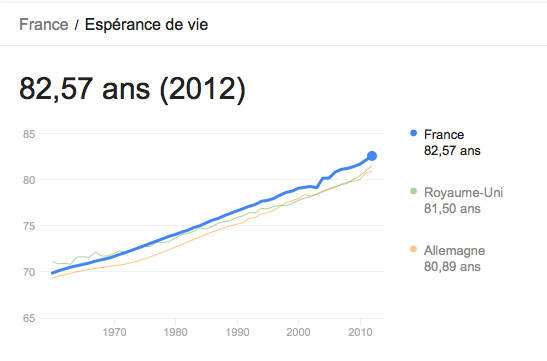 France / Espérance de vie
82,57 ans (2012)
85
80
75
70
65
1970
1980
1990
2000
2010
France
82,57 ans
Royaume-Uni
81,50 ans
Allemagne
80,89 ans